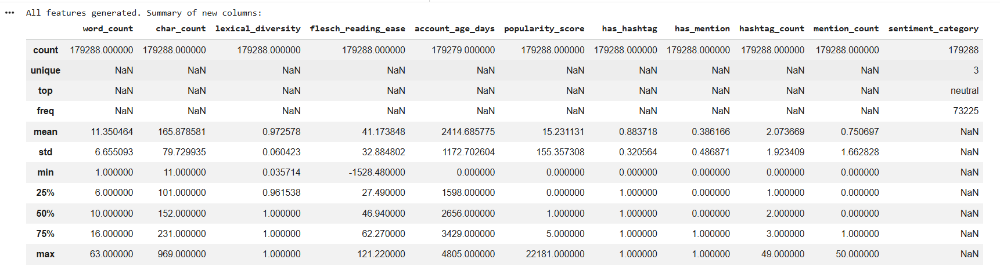 ••• All features generated. Summary of new columns:
word_count char_count lexical_diversity flesch_reading_ease account_age_days popularity_score has_hashtag has_mention hashtag_count mention_count sentiment_category
count 179288.000000 179288.000000 179288.000000 179288.000000 179279.000000 179288.000000 179288.000000 179288.000000 179288.000000 179288.000000 179288
unique NaN NaN NaN NaN NaN NaN NaN NaN NaN NaN 3
top NaN NaN NaN NaN NaN NaN NaN NaN NaN NaN neutral
freq NaN NaN NaN NaN NaN NaN NaN NaN NaN NaN 73225
mean 11.350464 165.878581 0.972578 41.173848 2414.685775 15.231131 0.883718 0.386166 2.073669 0.750697 NaN
std 6.655093 79.729935 0.060423 32.884802 1172.702604 155.357308 0.320564 0.486871 1.923409 1.662828 NaN
min 1.000000 11.000000 0.035714 -1528.480000 0.000000 0.000000 0.000000 0.000000 0.000000 0.000000 NaN
25% 6.000000 101.000000 0.961538 27.490000 1598.000000 0.000000 1.000000 0.000000 1.000000 0.000000 NaN
50% 10.000000 152.000000 1.000000 46.940000 2656.000000 1.000000 1.000000 0.000000 2.000000 0.000000 NaN
75% 16.000000 231.000000 1.000000 62.270000 3429.000000 5.000000 1.000000 1.000000 3.000000 1.000000 NaN
max 63.000000 969.000000 1.000000 121.220000 4805.000000 22181.000000 1.000000 1.000000 49.000000 50.000000 NaN